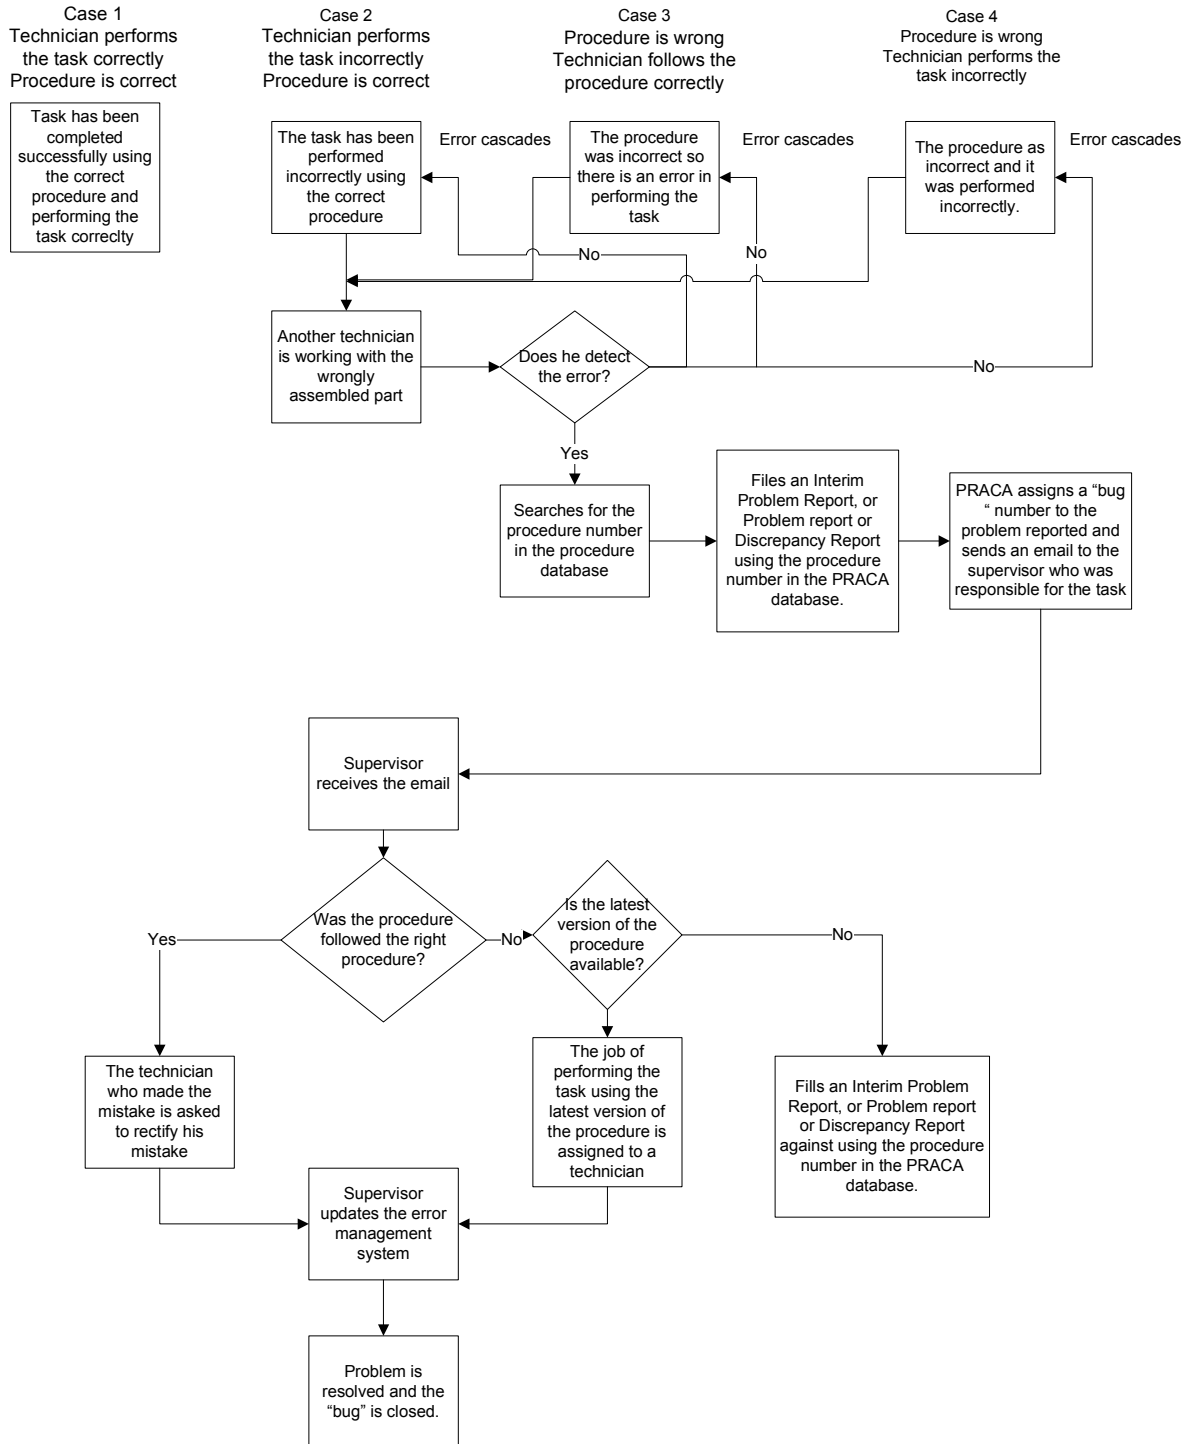 Case 1
Technician performs
the task correctly
Procedure is correct
Case 2
Technician performs
the task incorrectly
Procedure is correct
Case 3
Procedure is wrong
Technician follows the
procedure correctly
Case 4
Procedure is wrong
Technician performs the
task incorrectly
Task has been
completed
successfully using
the correct
procedure and
performing the
task correclty
The task has been
performed
incorrectly using
the correct
procedure
Error cascades
The procedure
was incorrect so
there is an error in
performing the
task
Error cascades
The procedure as
incorrect and it
was performed
incorrectly.
Error cascades
No
No
Another technician
is working with the
wrongly
assembled part
Does he detect
the error?
No
Yes
Searches for the
procedure number
in the procedure
database
Files an Interim
Problem Report, or
Problem report or
Discrepancy Report
using the procedure
number in the PRACA
database.
PRACA assigns a “bug
“ number to the
problem reported and
sends an email to the
supervisor who was
responsible for the task
Supervisor
receives the email
Was the procedure
followed the right
procedure?
Yes
No
Is the latest
version of the
procedure
available?
No
The technician
who made the
mistake is asked
to rectify his
mistake
The job of
performing the
task using the
latest version of
the procedure is
assigned to a
technician
Fills an Interim Problem
Report, or Problem report
or Discrepancy Report
against using the procedure
number in the PRACA
database.
Supervisor
updates the error
management
system
Problem is
resolved and the
“bug” is closed.